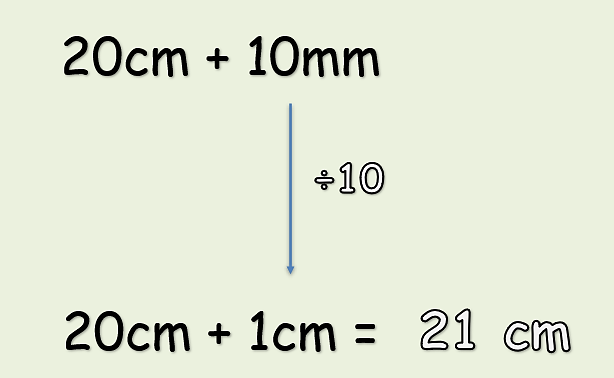 20cm + 10mm
÷10
20cm + 1cm = 21 cm